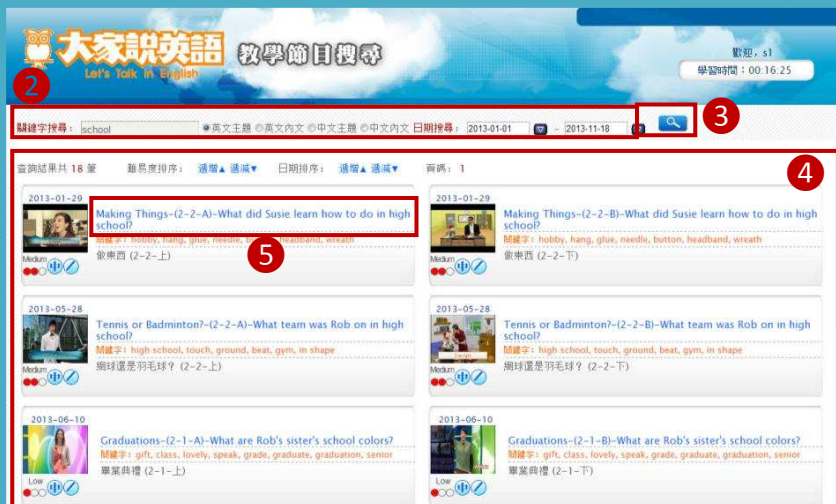 大家說英語 教學節目搜尋
Let's Talk in English
歡迎, s1
學習時間：00:16:25
2
3
關鍵字搜尋： school 英文主題 英文內文 中文主題 中文內文 日期搜尋： 2013-01-01 ~ 2013-11-18
4
查詢結果共 18 筆 難易度排序： 遞增▲ 遞減▼ 日期排序： 遞增▲ 遞減▼ 頁碼： 1
2013-01-29
Making Things-(2-2-A)-What did Susie learn how to do in high
school?
關鍵字: hobby, hang, glue, needle, headband, wreath
做東西 (2-2-上)
Medium
中
5
2013-01-29
Making Things-(2-2-B)-What did Susie learn how to do in high
school?
關鍵字: hobby, hang, glue, needle, button, headband, wreath
做東西 (2-2-下)
Medium
中
2013-05-28
Tennis or Badminton?-(2-2-A)-What team was Rob on in high
school?
關鍵字: high school, touch, ground, beat, gym, in shape
網球還是羽毛球？ (2-2-上)
Medium
中
2013-05-28
Tennis or Badminton?-(2-2-B)-What team was Rob on in high
school?
關鍵字: high school, touch, ground, beat, gym, in shape
網球還是羽毛球？ (2-2-下)
Medium
中
2013-06-10
Graduations-(2-1-A)-What are Rob's sister's school colors?
關鍵字: gift, class, lovely, speak, grade, graduate, graduation, senior
畢業典禮 (2-1-上)
Low
中
2013-06-10
Graduations-(2-1-B)-What are Rob's sister's school colors?
關鍵字: gift, class, lovely, speak, grade, graduate, graduation, senior
畢業典禮 (2-1-下)
Low
中